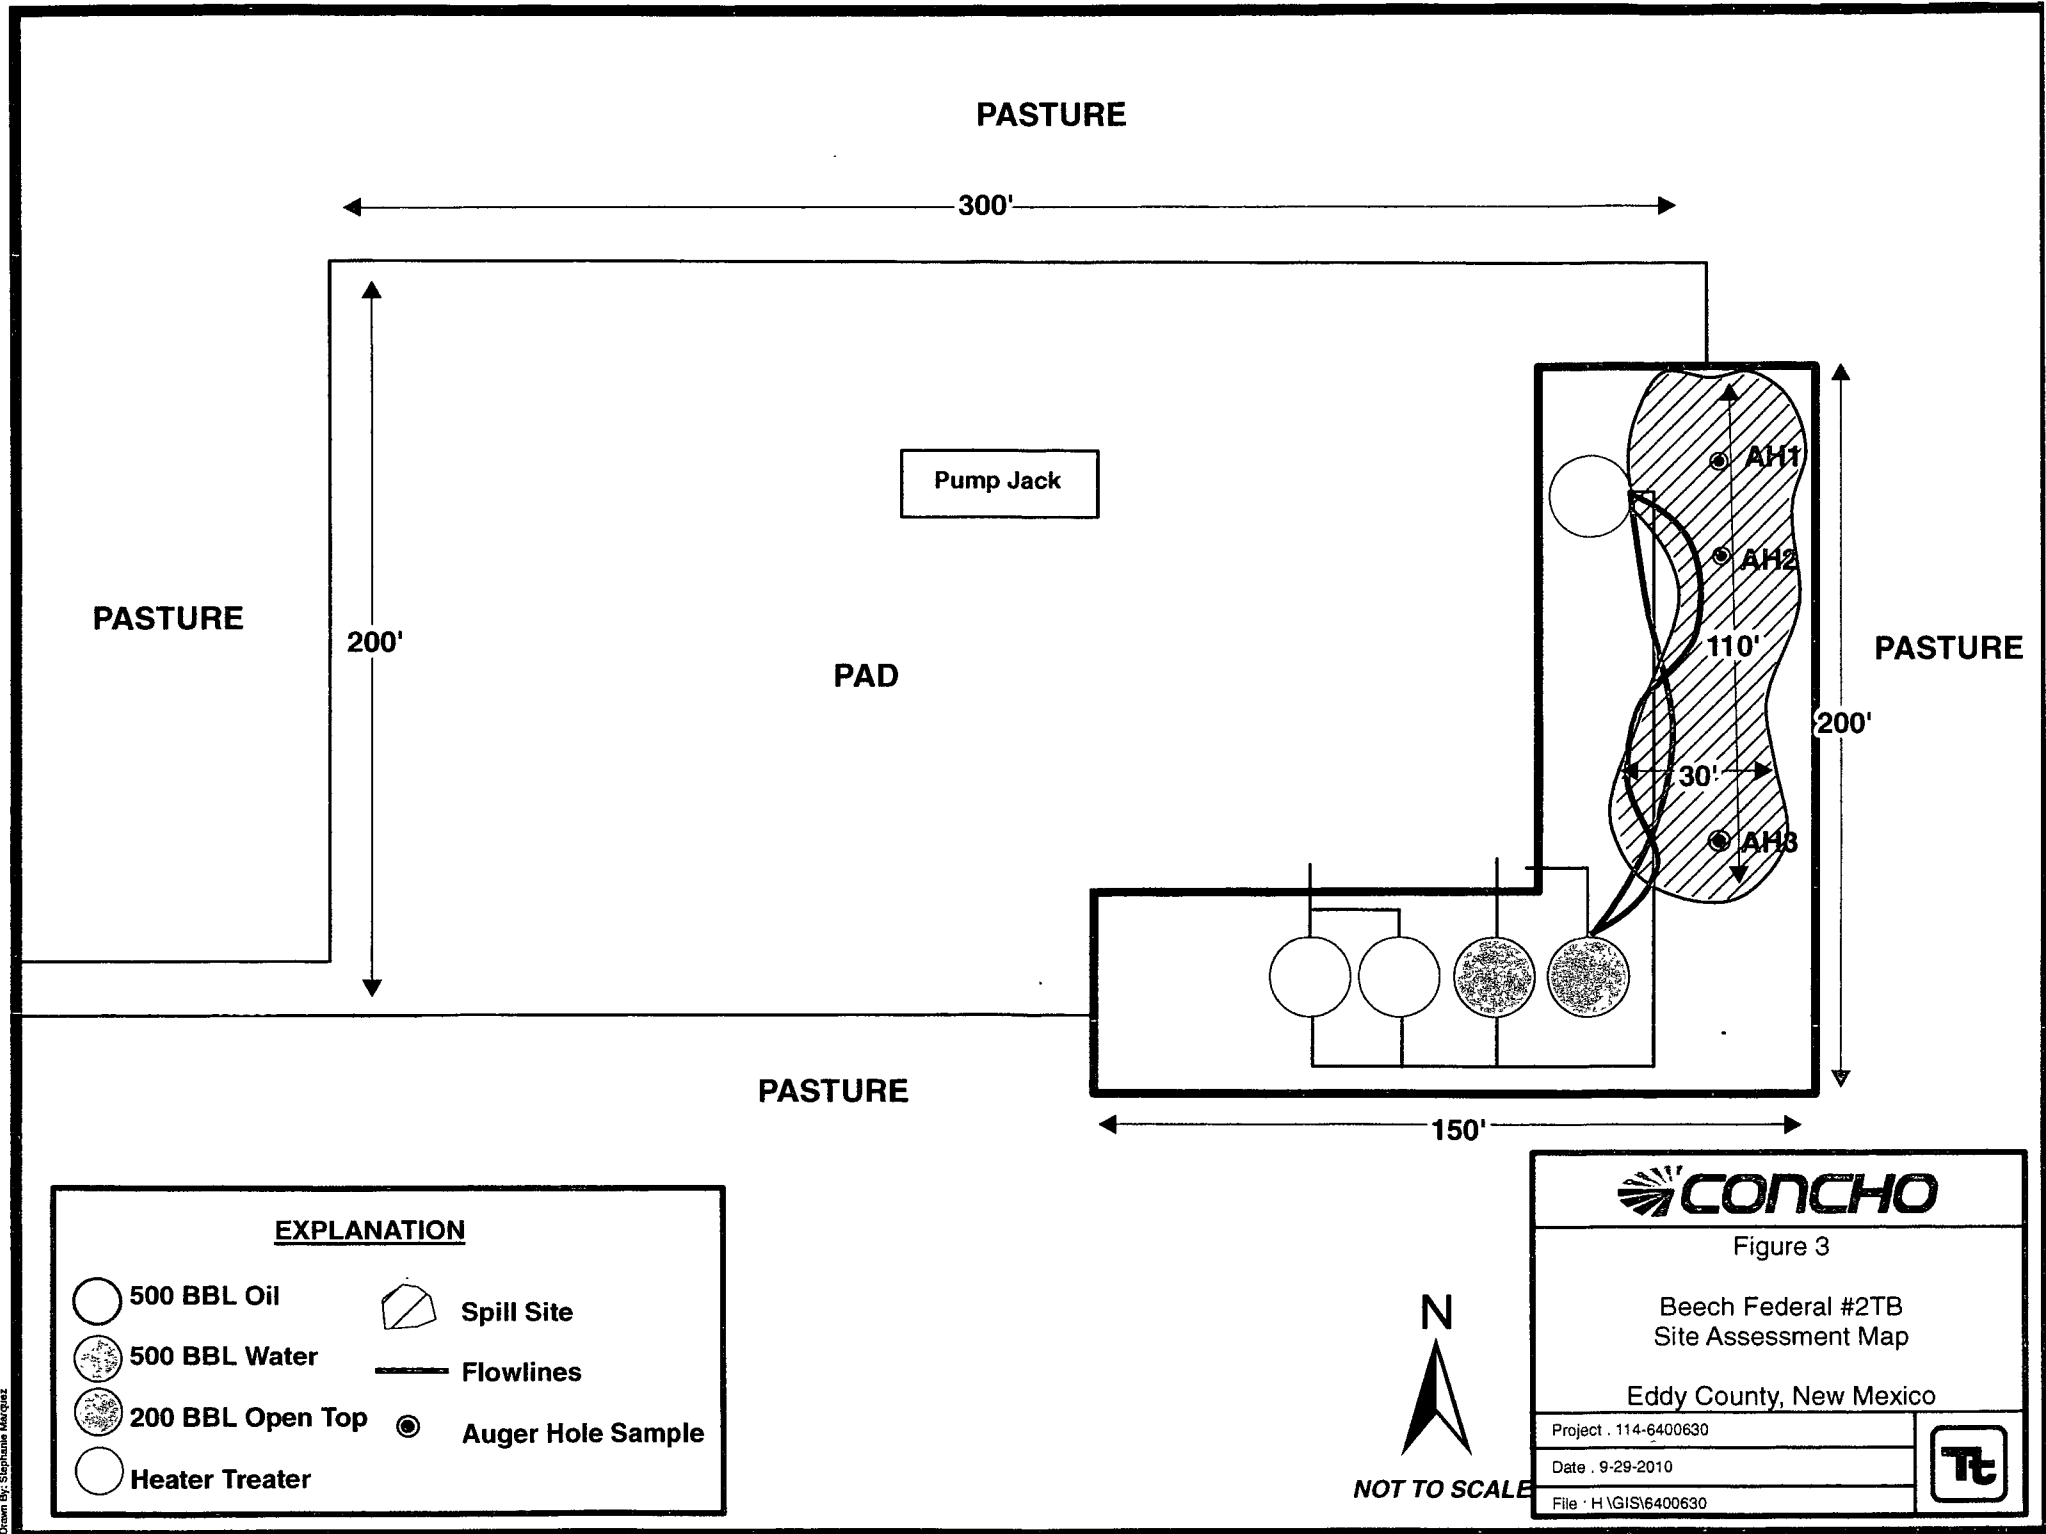 PASTURE
300'
Pump Jack
AH1
AH2
PASTURE
200'
110'
PASTURE
PAD
200'
30'
AH3
PASTURE
150'
EXPLANATION
500 BBL Oil
500 BBL Water
200 BBL Open Top
Heater Treater
Spill Site
Flowlines
Auger Hole Sample
N
NOT TO SCALE
CONCHO
Figure 3
Beech Federal #2TB
Site Assessment Map
Eddy County, New Mexico
Project . 114-6400630
Date . 9-29-2010
File · H \GIS\6400630
Tt
Drawn By: Stephanie Marquez